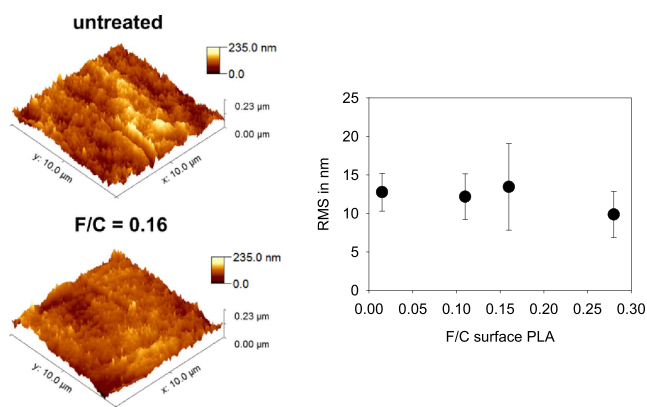 untreated
235.0 nm
0.0
0.23 µm
0.00 µm
y: 10.0 µm
x: 10.0 µm
F/C = 0.16
235.0 nm
0.0
0.23 µm
0.00 µm
y: 10.0 µm
x: 10.0 µm
25
20
15
10
5
0
RMS in nm
0.00 0.05 0.10 0.15 0.20 0.25 0.30
F/C surface PLA